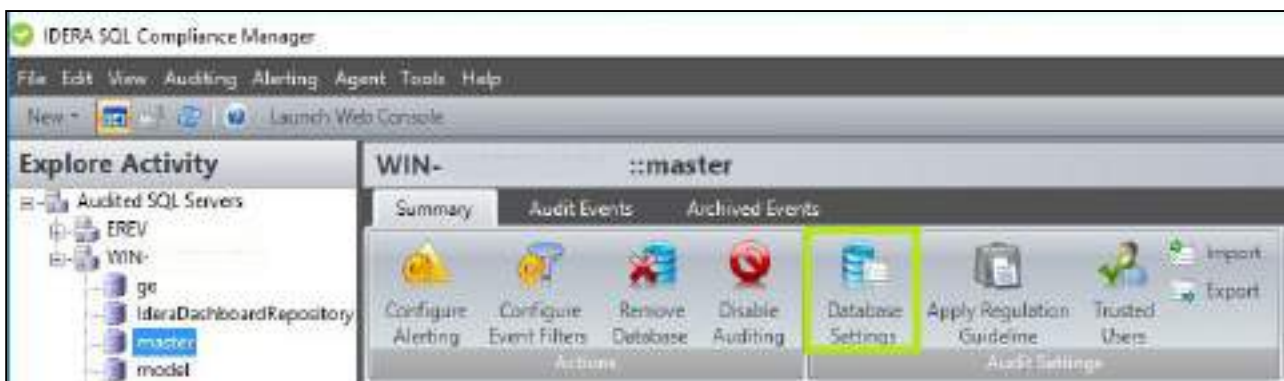 IDERA SQL Compliance Manager
File Edit View Auditing Alerting Agent Tools Help
New Launch Web Console
Explore Activity
Audited SQL Servers
EREV
WIN-
ge
IderaDashboardRepository
master
model
WIN- ::master
Summary Audit Events Archived Events
Configure Alerting
Configure Event Filters
Remove Database
Disable Auditing
Actions
Database Settings
Apply Regulation Guideline
Trusted Users
Import
Export
Audit Settings